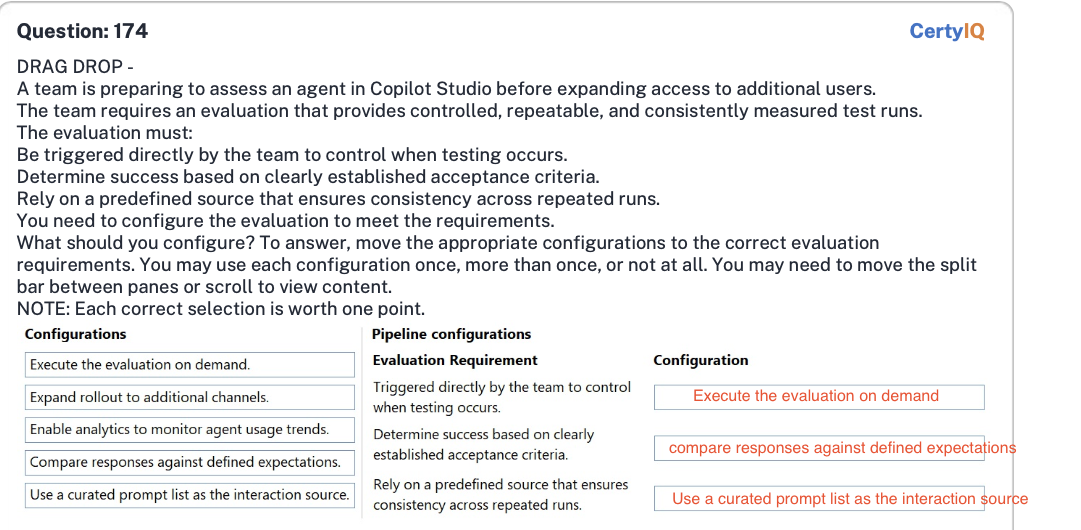 Question: 174
CertyIQ
DRAG DROP -
A team is preparing to assess an agent in Copilot Studio before expanding access to additional users.
The team requires an evaluation that provides controlled, repeatable, and consistently measured test runs.
The evaluation must:
Be triggered directly by the team to control when testing occurs.
Determine success based on clearly established acceptance criteria.
Rely on a predefined source that ensures consistency across repeated runs.
You need to configure the evaluation to meet the requirements.
What should you configure? To answer, move the appropriate configurations to the correct evaluation
requirements. You may use each configuration once, more than once, or not at all. You may need to move the split
bar between panes or scroll to view content.
NOTE: Each correct selection is worth one point.
Configurations
Execute the evaluation on demand.
Expand rollout to additional channels.
Enable analytics to monitor agent usage trends.
Compare responses against defined expectations.
Use a curated prompt list as the interaction source.
Pipeline configurations
Evaluation Requirement
Configuration
Triggered directly by the team to control
when testing occurs.
Execute the evaluation on demand
Determine success based on clearly
established acceptance criteria.
compare responses against defined expectations
Rely on a predefined source that ensures
consistency across repeated runs.
Use a curated prompt list as the interaction source